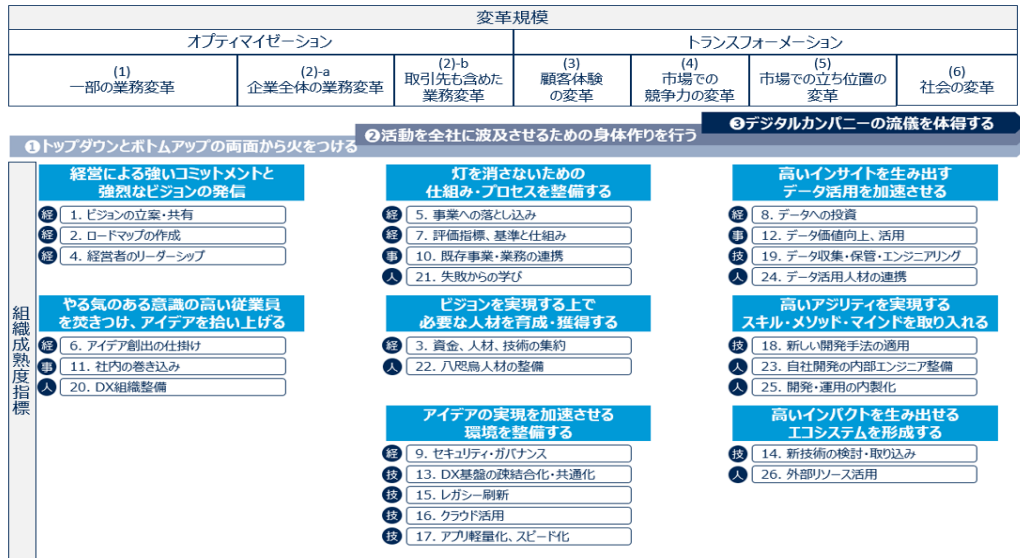 変革規模
オプティマイゼーション
トランスフォーメーション
(1)
一部の業務変革
(2)-a
企業全体の業務変革
(2)-b
取引先も含めた
業務変革
(3)
顧客体験
の変革
(4)
市場での
競争力の変革
(5)
市場での立ち位置の
変革
(6)
社会の変革
❶トップダウンとボトムアップの両面から火をつける
❷活動を全社に波及させるための身体作りを行う
❸デジタルカンパニーの流儀を体得する
組織成熟度指標
経営による強いコミットメントと
強烈なビジョンの発信
経 1. ビジョンの立案・共有
経 2. ロードマップの作成
経 4. 経営者のリーダーシップ
やる気のある意識の高い従業員
を焚きつけ、アイデアを拾い上げる
経 6. アイデア創出の仕掛け
事 11. 社内の巻き込み
人 20. DX組織整備
灯を消さないための
仕組み・プロセスを整備する
経 5. 事業への落とし込み
経 7. 評価指標、基準と仕組み
事 10. 既存事業・業務の連携
人 21. 失敗からの学び
ビジョンを実現する上で
必要な人材を育成・獲得する
経 3. 資金、人材、技術の集約
人 22. 八咫烏人材の整備
アイデアの実現を加速させる
環境を整備する
経 9. セキュリティ・ガバナンス
技 13. DX基盤の疎結合化・共通化
技 15. レガシー刷新
技 16. クラウド活用
技 17. アプリ軽量化、スピード化
高いインサイトを生み出す
データ活用を加速させる
経 8. データへの投資
事 12. データ価値向上、活用
技 19. データ収集・保管・エンジニアリング
人 24. データ活用人材の連携
高いアジリティを実現する
スキル・メソッド・マインドを取り入れる
技 18. 新しい開発手法の適用
人 23. 自社開発の内部エンジニア整備
人 25. 開発・運用の内製化
高いインパクトを生み出せる
エコシステムを形成する
技 14. 新技術の検討・取り込み
人 26. 外部リソース活用